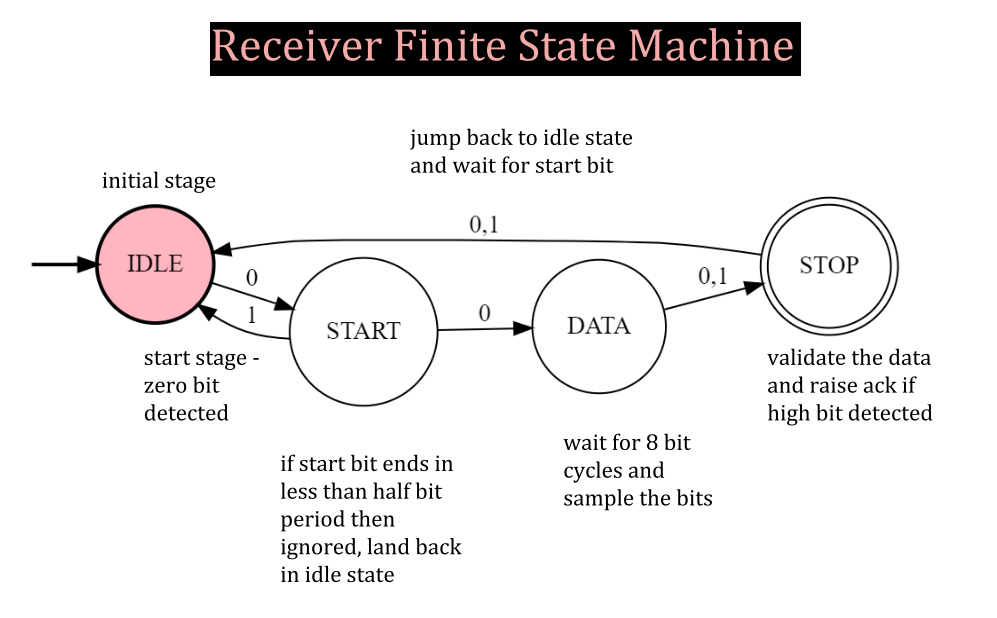 Receiver Finite State Machine
jump back to idle state
and wait for start bit
initial stage
0,1
IDLE
STOP
0
0,1
1
START
0
DATA
start stage -
zero bit
detected
validate the data
and raise ack if
high bit detected
if start bit ends in
less than half bit
period then
ignored, land back
in idle state
wait for 8 bit
cycles and
sample the bits